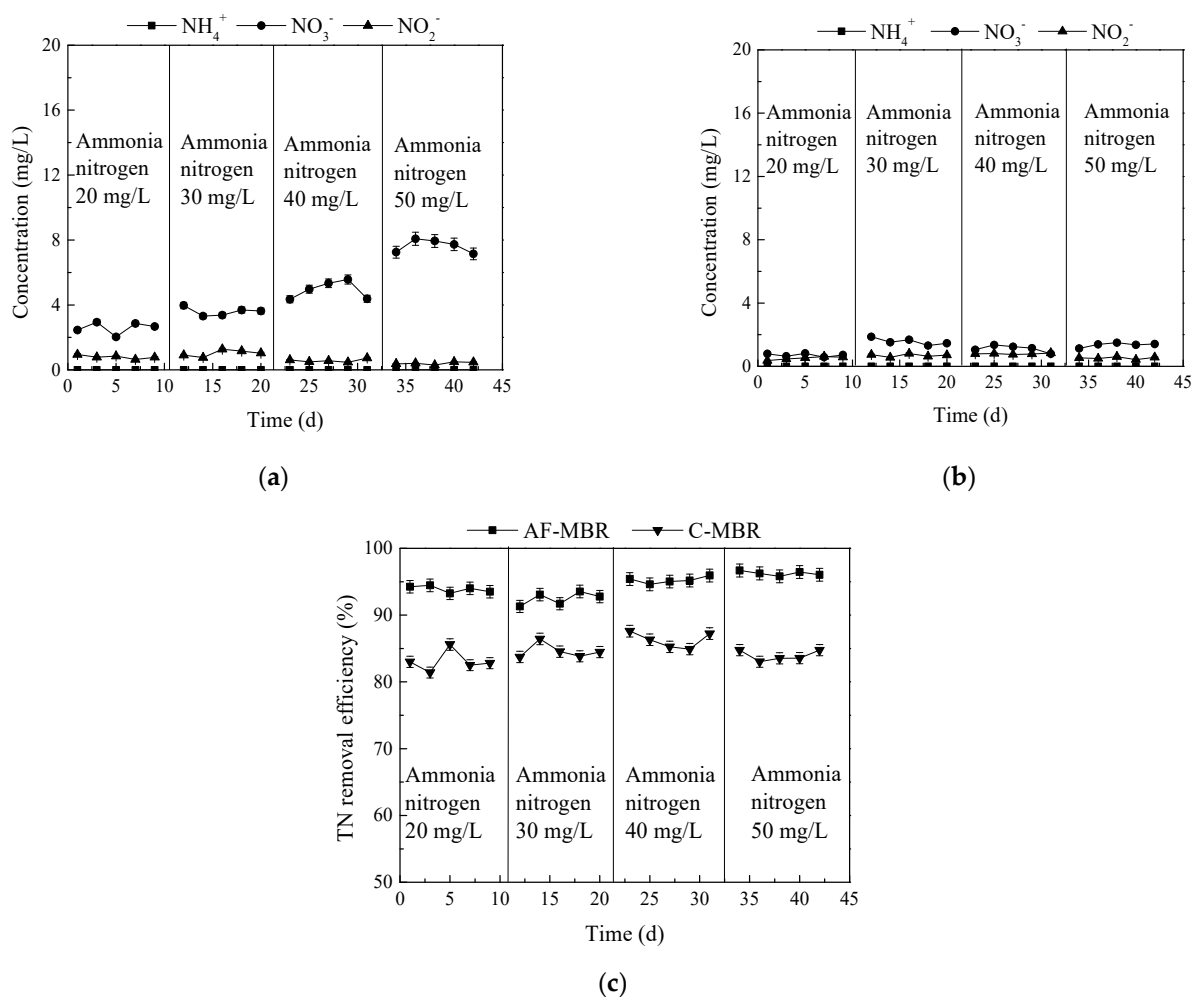 NH₄⁺ NO₃⁻ NO₂⁻
20
16
12
8
4
0
Concentration (mg/L)
Ammonia
nitrogen
20 mg/L
Ammonia
nitrogen
30 mg/L
Ammonia
nitrogen
40 mg/L
Ammonia
nitrogen
50 mg/L
0 5 10 15 20 25 30 35 40 45
Time (d)
(a)
NH₄⁺ NO₃⁻ NO₂⁻
20
16
12
8
4
0
Concentration (mg/L)
Ammonia
nitrogen
20 mg/L
Ammonia
nitrogen
30 mg/L
Ammonia
nitrogen
40 mg/L
Ammonia
nitrogen
50 mg/L
0 5 10 15 20 25 30 35 40 45
Time (d)
(b)
AF-MBR C-MBR
100
90
80
70
60
50
TN removal efficiency (%)
Ammonia
nitrogen
20 mg/L
Ammonia
nitrogen
30 mg/L
Ammonia
nitrogen
40 mg/L
Ammonia
nitrogen
50 mg/L
0 5 10 15 20 25 30 35 40 45
Time (d)
(c)